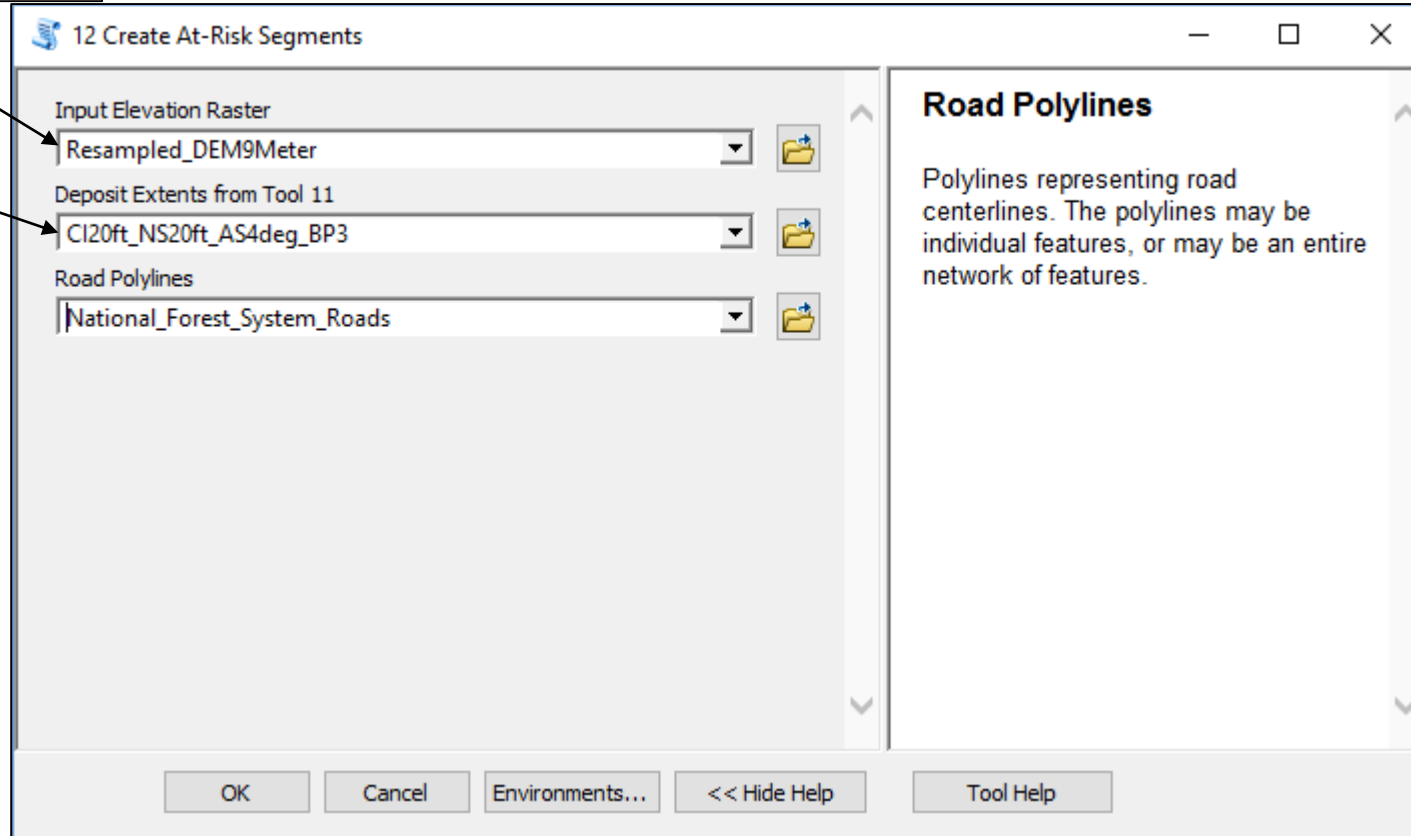 12 Create At-Risk Segments
Input Elevation Raster
Resampled_DEM9Meter
Deposit Extents from Tool 11
CI20ft_NS20ft_AS4deg_BP3
Road Polylines
National_Forest_System_Roads
Road Polylines
Polylines representing road
centerlines. The polylines may be
individual features, or may be an entire
network of features.
OK
Cancel
Environments...
<< Hide Help
Tool Help